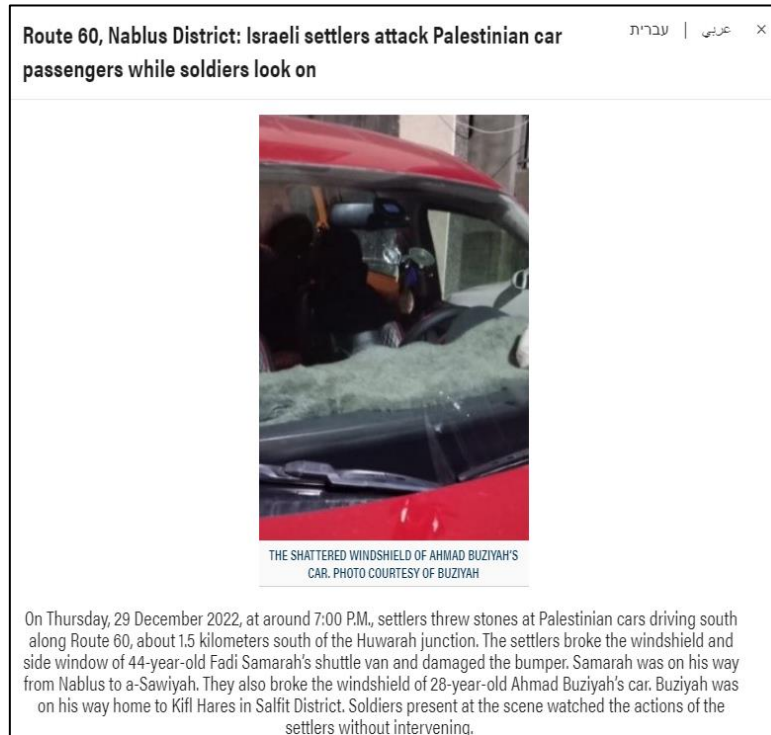 Route 60, Nablus District: Israeli settlers attack Palestinian car
passengers while soldiers look on
עברית | عربي ×
THE SHATTERED WINDSHIELD OF AHMAD BUZIYAH'S
CAR. PHOTO COURTESY OF BUZIYAH
On Thursday, 29 December 2022, at around 7:00 P.M., settlers threw stones at Palestinian cars driving south
along Route 60, about 1.5 kilometers south of the Huwarah junction. The settlers broke the windshield and
side window of 44-year-old Fadi Samarah's shuttle van and damaged the bumper. Samarah was on his way
from Nablus to a-Sawiyah. They also broke the windshield of 28-year-old Ahmad Buziyah's car. Buziyah was
on his way home to Kifl Hares in Salfit District. Soldiers present at the scene watched the actions of the
settlers without intervening.